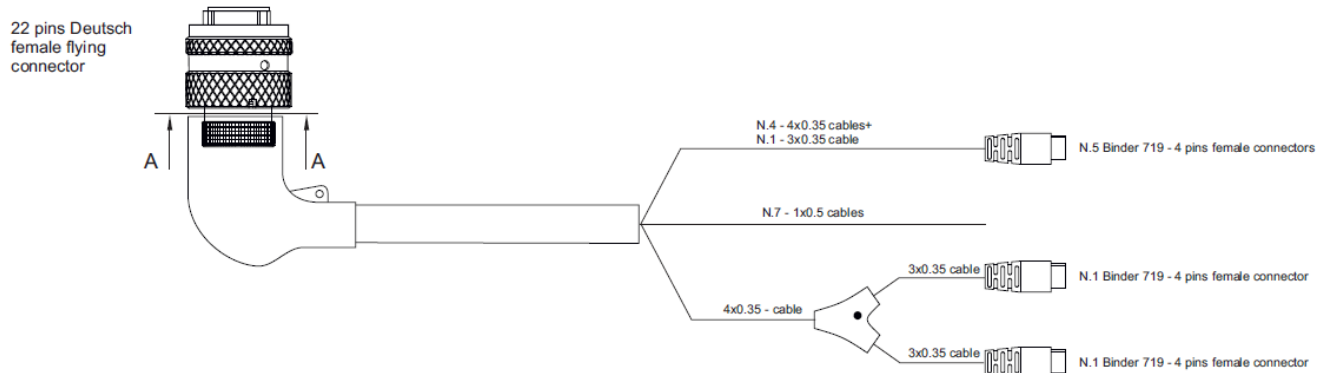 22 pins Deutsch
female flying
connector
A
A
N.4 - 4x0.35 cables+
N.1 - 3x0.35 cable
N.5 Binder 719 - 4 pins female connectors
N.7 - 1x0.5 cables
3x0.35 cable
N.1 Binder 719 - 4 pins female connector
4x0.35 - cable
3x0.35 cable
N.1 Binder 719 - 4 pins female connector